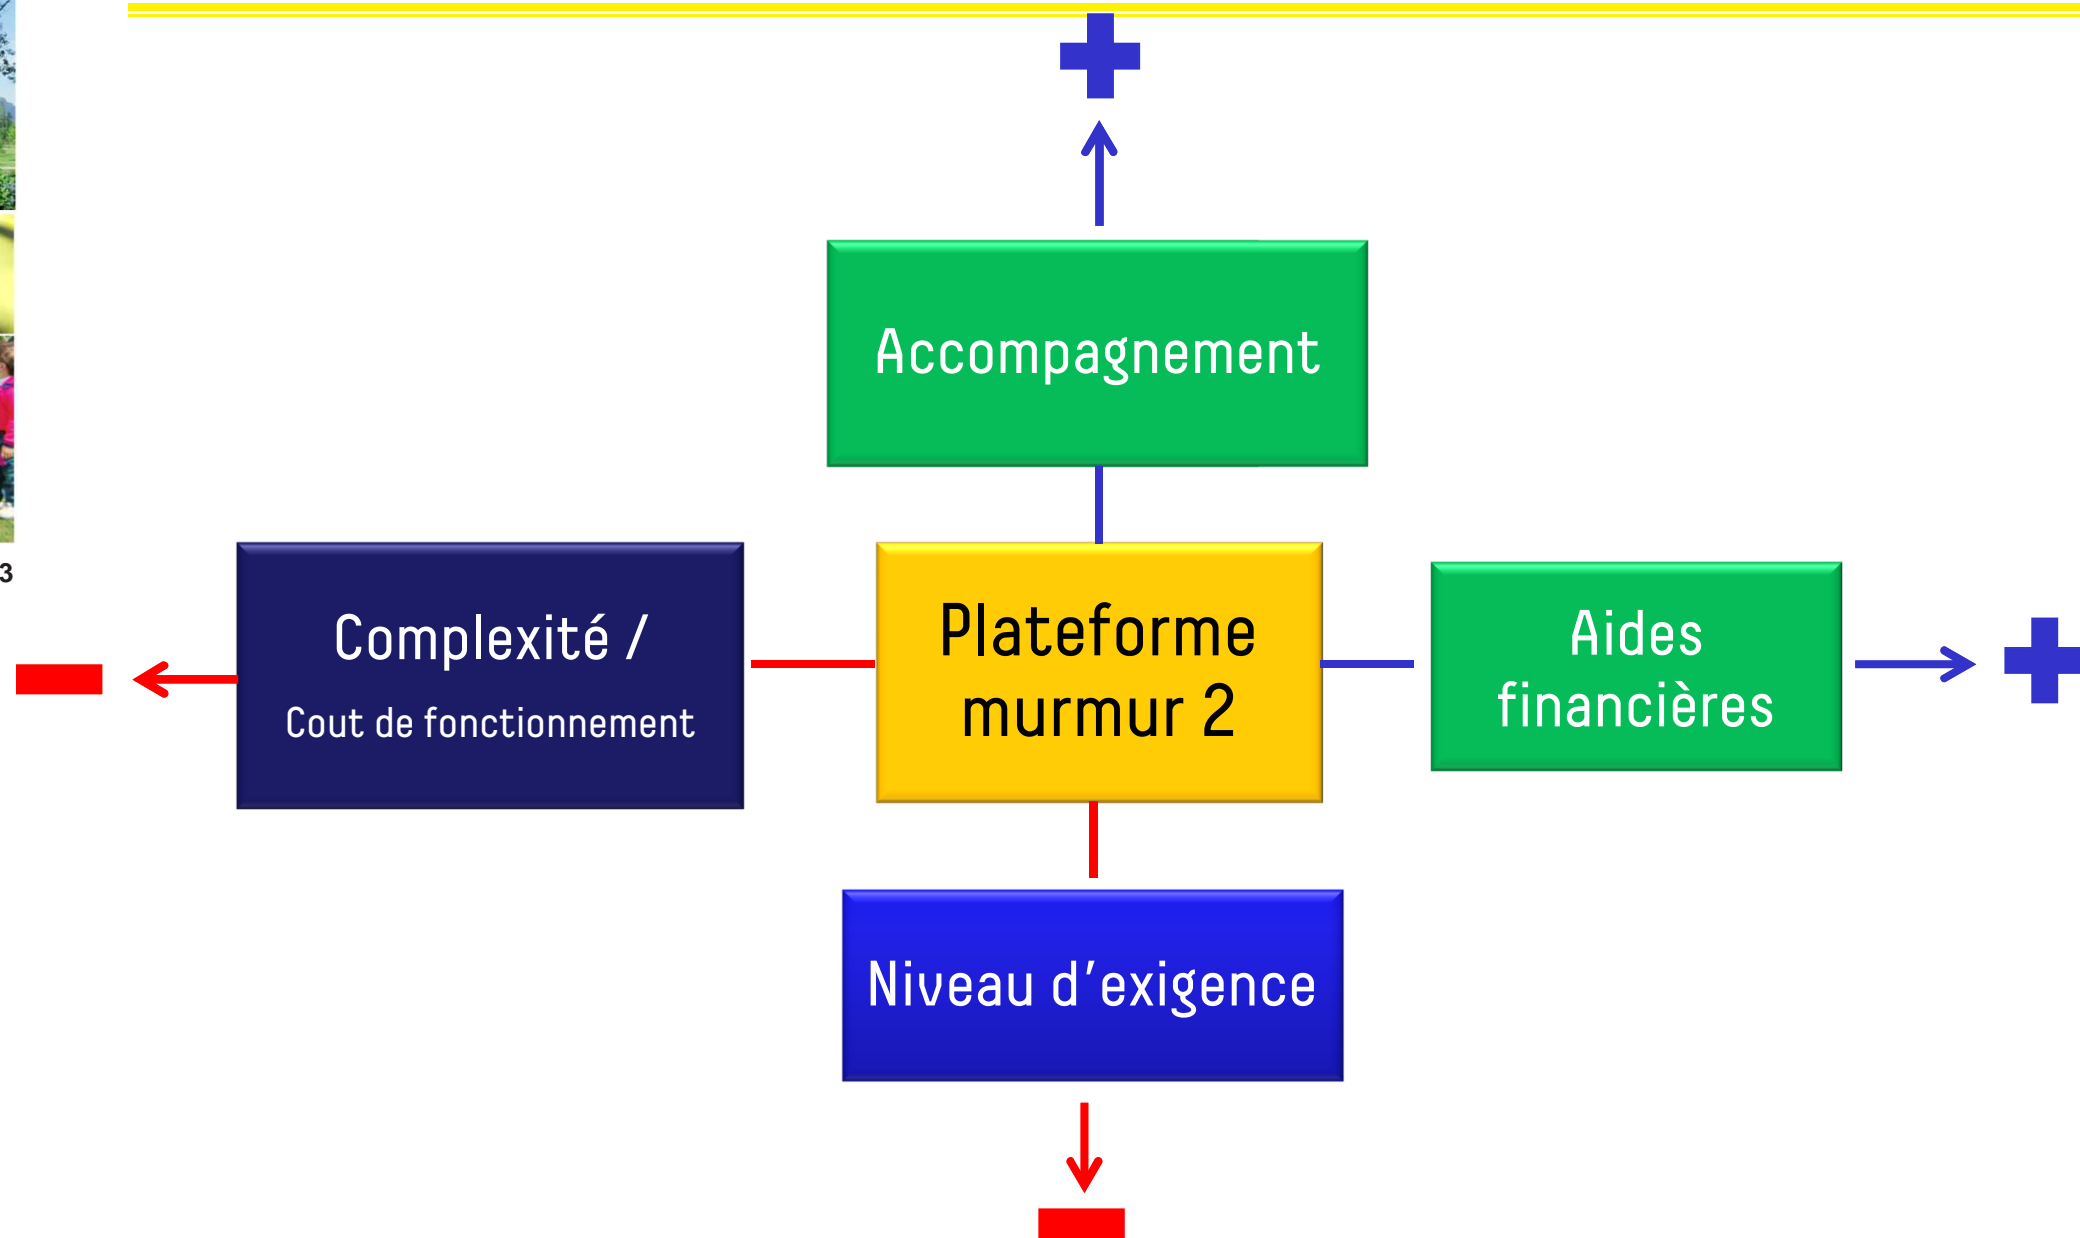 Accompagnement
3
Complexité /
Cout de fonctionnement
Plateforme
murmur 2
Aides
financières
Niveau d'exigence